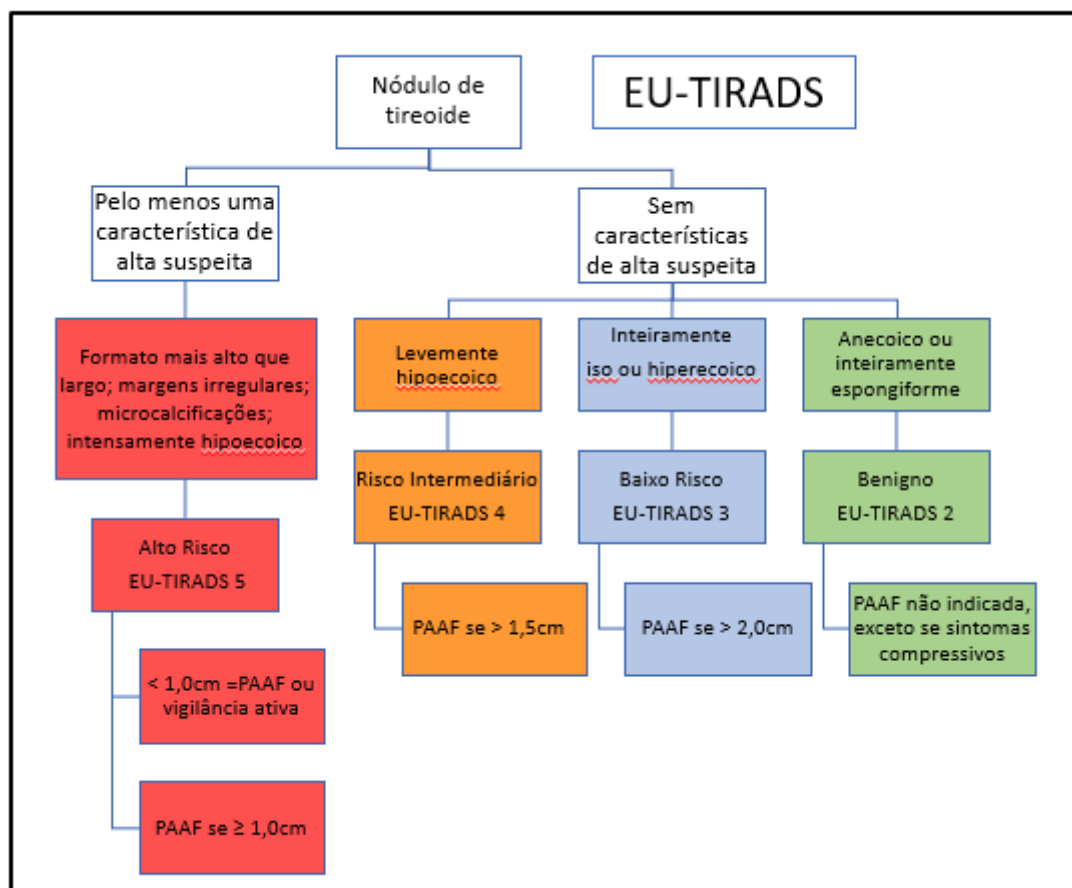 Nódulo de
tireoide
EU-TIRADS
Pelo menos uma
característica de
alta suspeita
Sem
características
de alta suspeita
Formato mais alto que
largo; margens irregulares;
microcalcificações;
intensamente hipoecoico
Levemente
hipoecoico
Inteiramente
iso ou hiperecoico
Anecoico ou
inteiramente
espongiforme
Alto Risco
EU-TIRADS 5
Risco Intermediário
EU-TIRADS 4
Baixo Risco
EU-TIRADS 3
Benigno
EU-TIRADS 2
< 1,0cm =PAAF ou
vigilância ativa
PAAF se ≥ 1,0cm
PAAF se > 1,5cm
PAAF se > 2,0cm
PAAF não indicada,
exceto se sintomas
compressivos